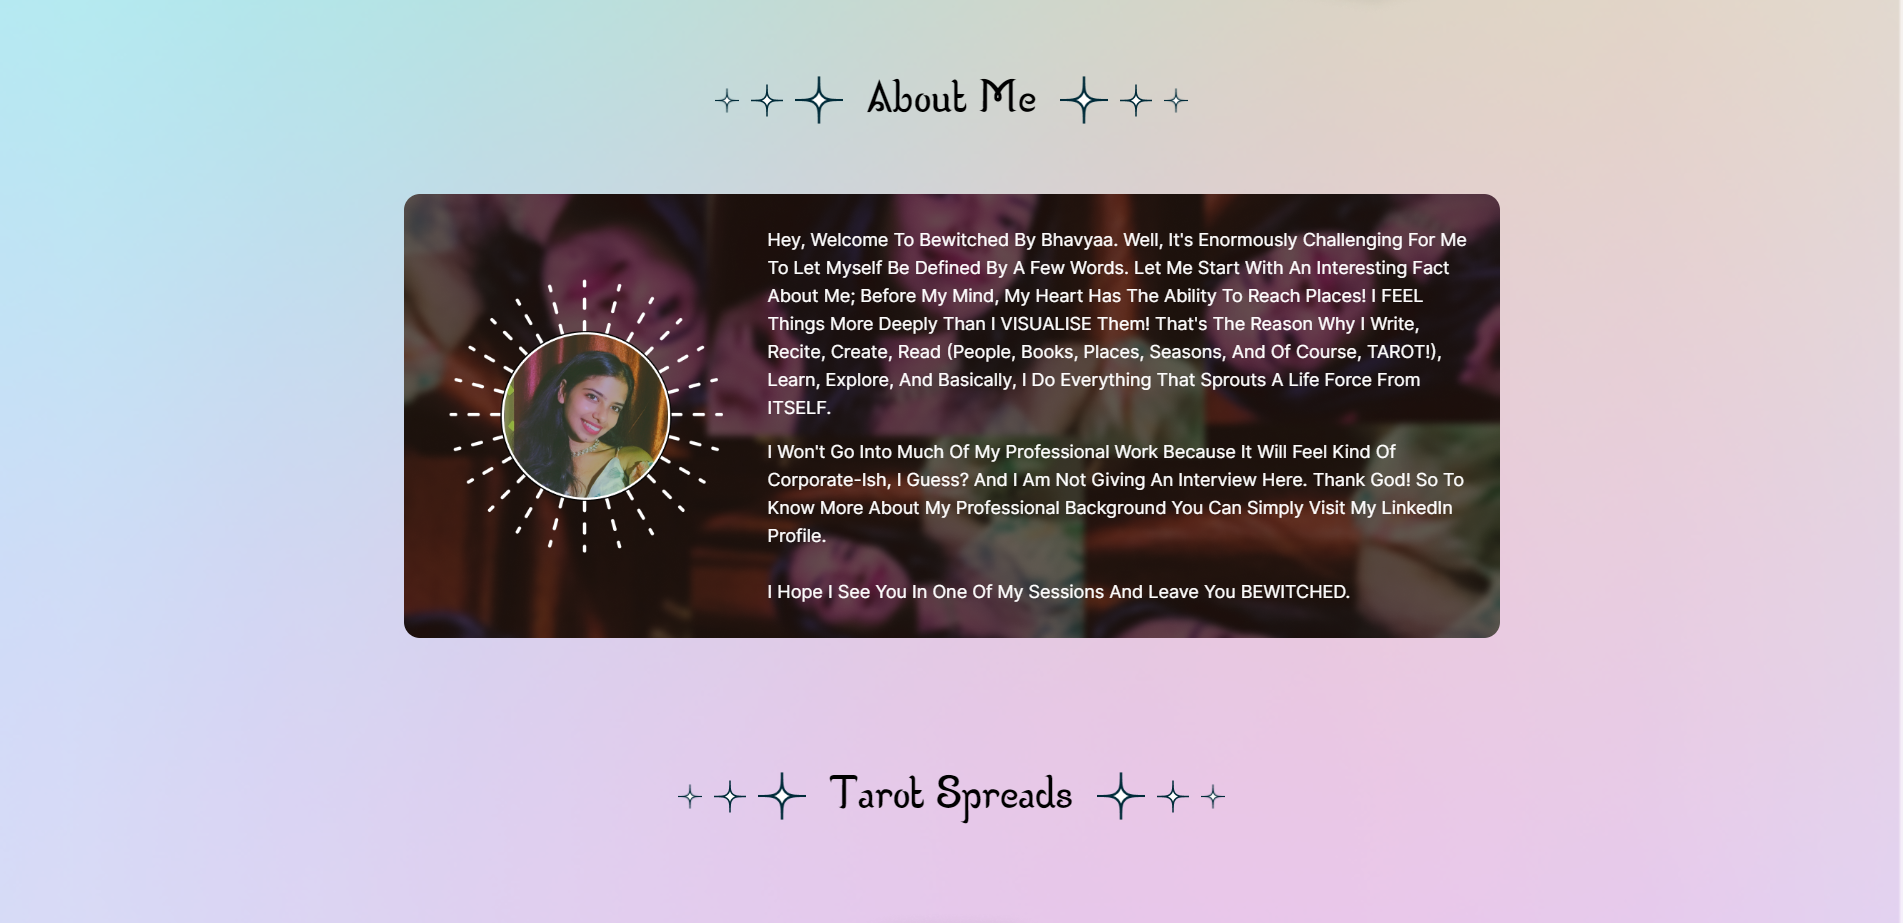 About Me
Hey, Welcome To Bewitched By Bhavyaa. Well, It's Enormously Challenging For Me
To Let Myself Be Defined By A Few Words. Let Me Start With An Interesting Fact
About Me; Before My Mind, My Heart Has The Ability To Reach Places! I FEEL
Things More Deeply Than I VISUALISE Them! That's The Reason Why I Write,
Recite, Create, Read (People, Books, Places, Seasons, And Of Course, TAROT!),
Learn, Explore, And Basically, I Do Everything That Sprouts A Life Force From
ITSELF.
I Won't Go Into Much Of My Professional Work Because It Will Feel Kind Of
Corporate-Ish, I Guess? And I Am Not Giving An Interview Here. Thank God! So To
Know More About My Professional Background You Can Simply Visit My LinkedIn
Profile.
I Hope I See You In One Of My Sessions And Leave You BEWITCHED.
Tarot Spreads